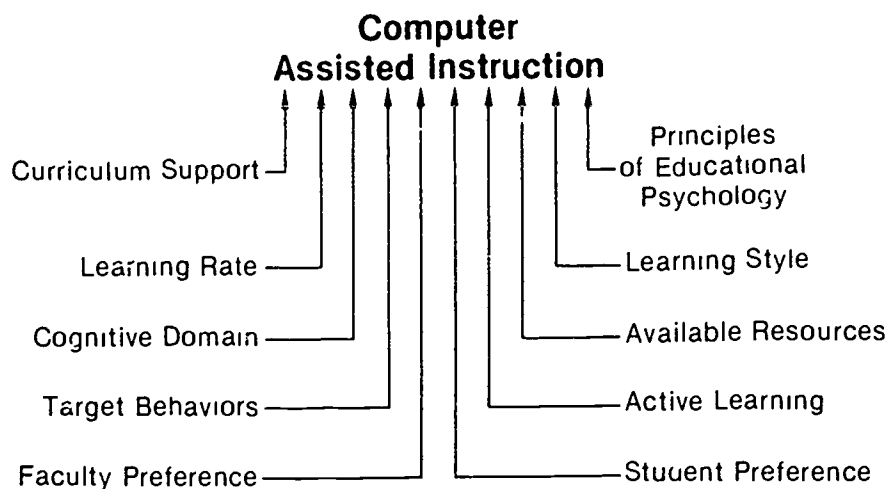 Computer
Assisted Instruction
Curriculum Support
Principles
of Educational
Psychology
Learning Rate
Learning Style
Cognitive Domain
Available Resources
Target Behaviors
Active Learning
Faculty Preference
Student Preference